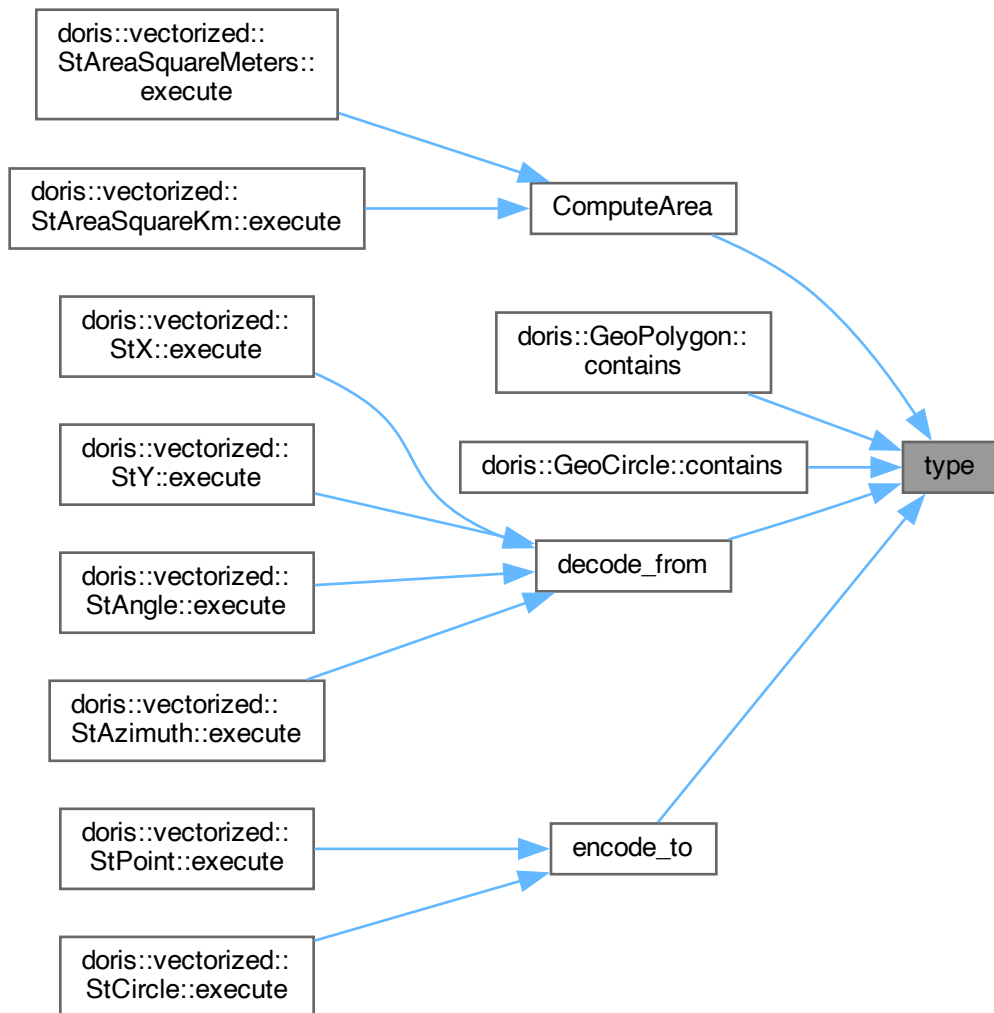 doris::vectorized::
StAreaSquareMeters::
execute
doris::vectorized::
StAreaSquareKm::execute
ComputeArea
doris::vectorized::
StX::execute
doris::GeoPolygon::
contains
doris::vectorized::
StY::execute
doris::GeoCircle::contains
type
doris::vectorized::
StAngle::execute
decode_from
doris::vectorized::
StAzimuth::execute
doris::vectorized::
StPoint::execute
encode_to
doris::vectorized::
StCircle::execute